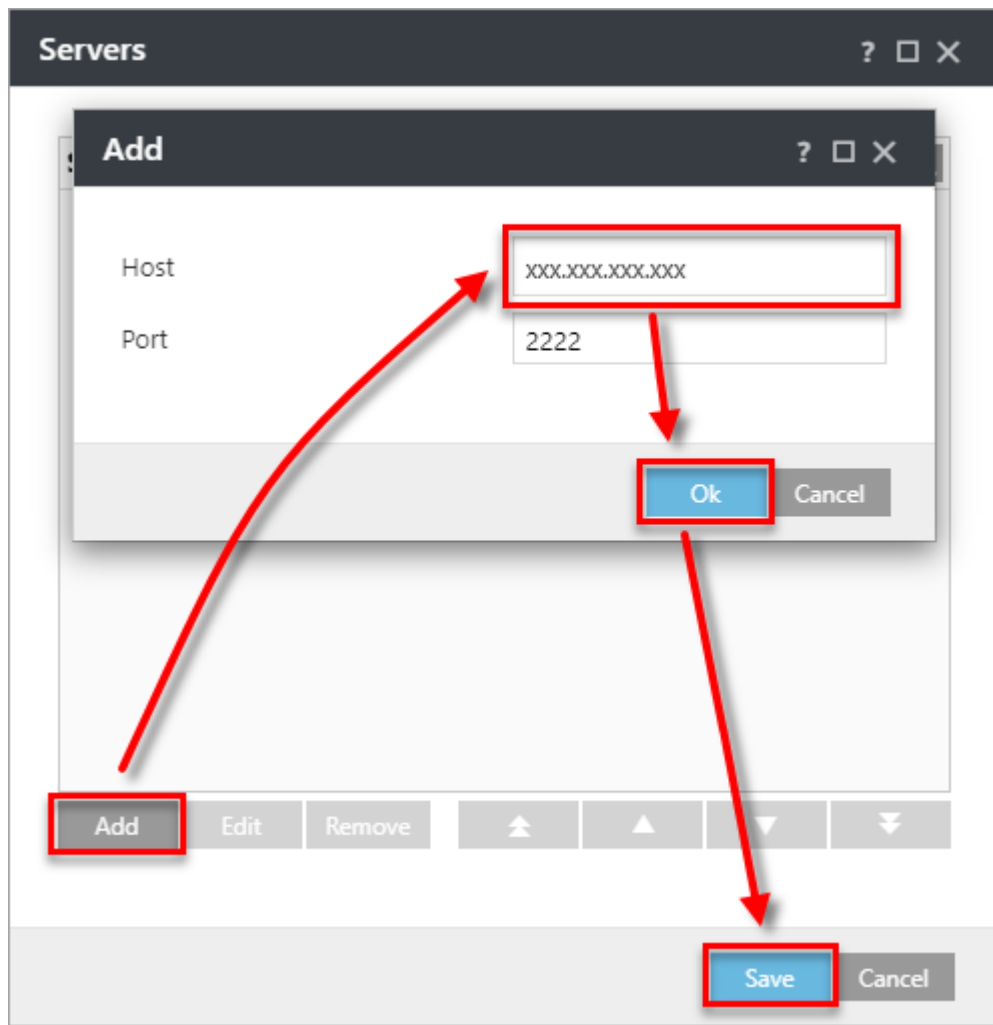 Servers
?
Add
?
Host
xxx.xxx.xxx.xxx
Port
2222
Ok
Cancel
Add
Edit
Remove
Save
Cancel